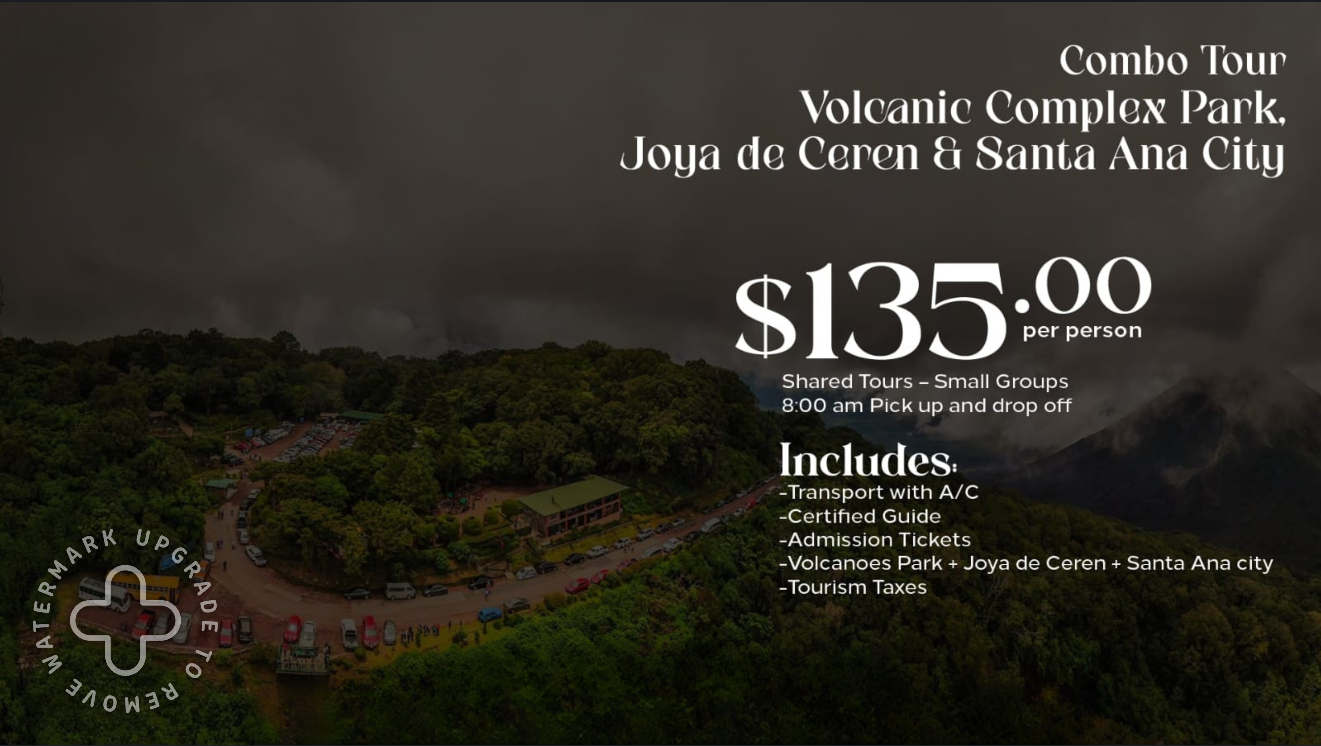 Combo Tour
Volcanic Complex Park,
Joya de Ceren & Santa Ana City
$135.00
per person
Shared Tours – Small Groups
8:00 am Pick up and drop off
Includes:
-Transport with A/C
-Certified Guide
-Admission Tickets
-Volcanoes Park + Joya de Ceren + Santa Ana city
-Tourism Taxes
WATERMARK UPGRADE TO REMOVE